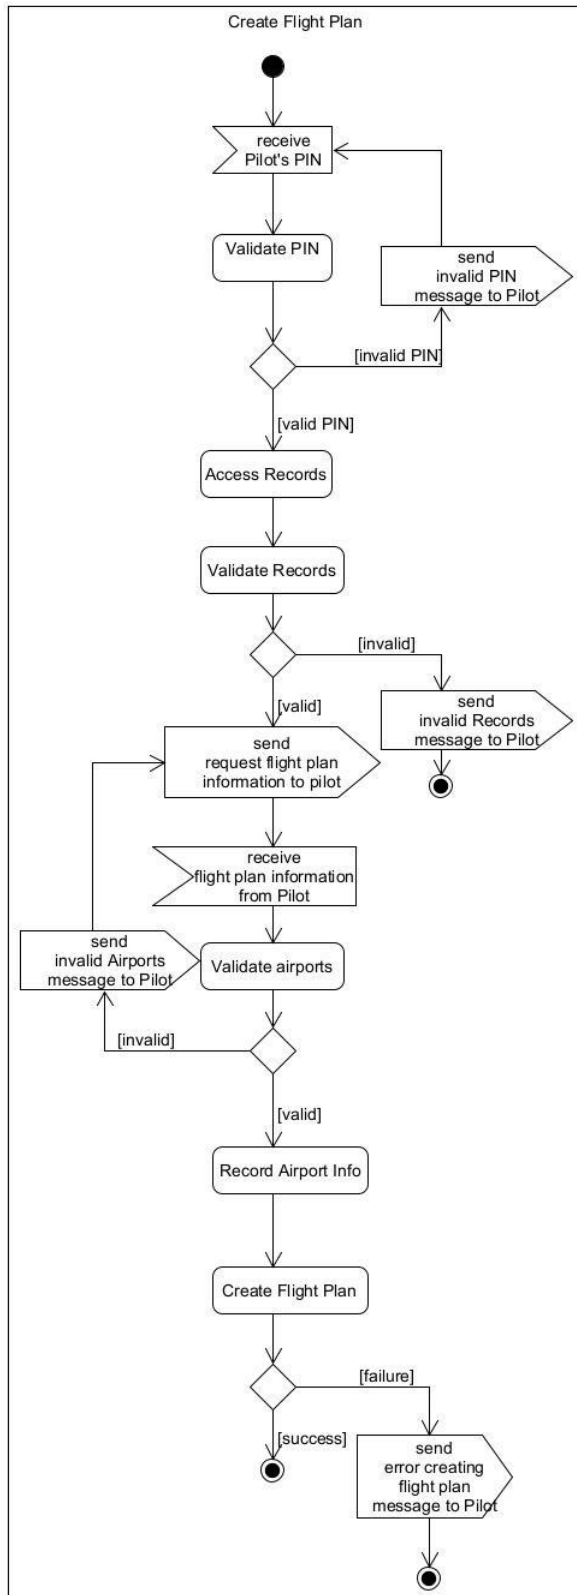 Create Flight Plan
receive
Pilot's PIN
Validate PIN
send
invalid PIN
message to Pilot
[invalid PIN]
[valid PIN]
Access Records
Validate Records
[invalid]
[valid]
send
invalid Records
message to Pilot
send
request flight plan
information to pilot
receive
flight plan information
from Pilot
send
invalid Airports
message to Pilot
Validate airports
[invalid]
[valid]
Record Airport Info
Create Flight Plan
[failure]
[success]
send
error creating
flight plan
message to Pilot